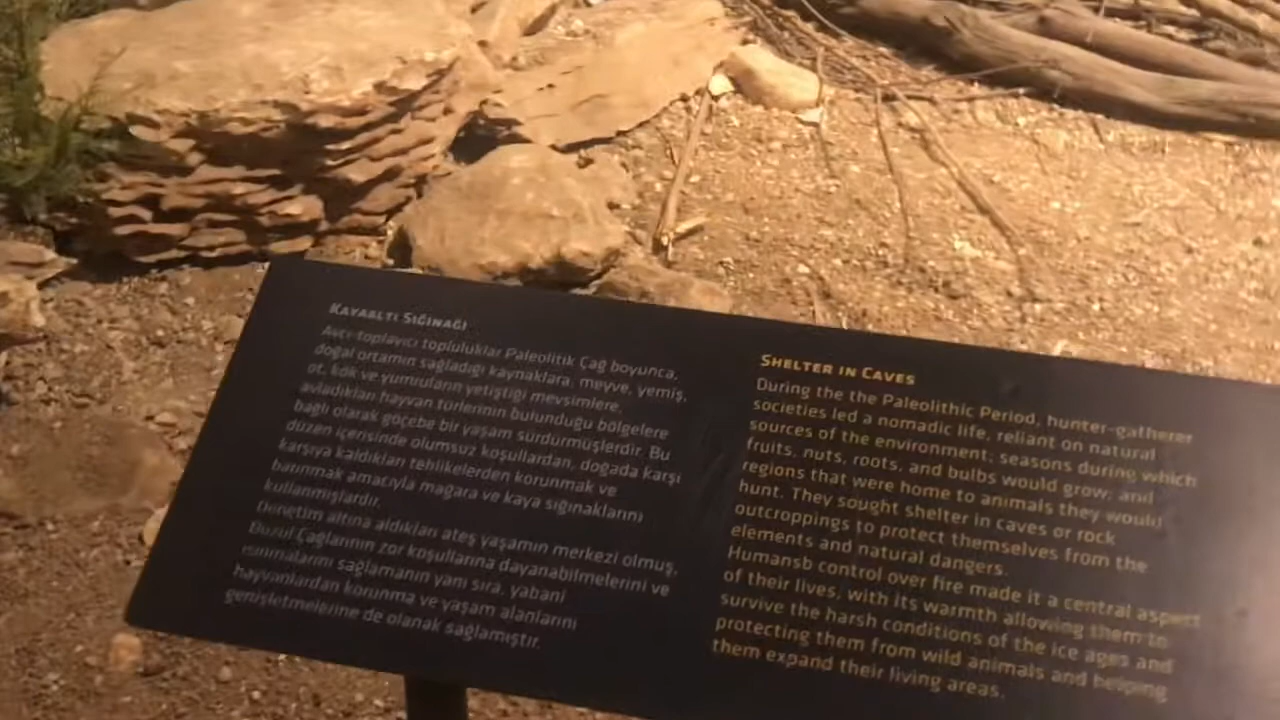 Kayaaltı Sığınağı
Avcı-toplayıcı topluluklar Paleolitik Çağ boyunca,
doğal ortamın sağladığı kaynaklara, meyve, yemiş,
ot, kök ve yumruların yetiştiği mevsimlere,
avladıkları hayvan türlerinin bulunduğu bölgelere
bağlı olarak göçebe bir yaşam sürdürmüşlerdir. Bu
düzen içerisinde olumsuz koşullardan, doğada karşı
karşıya kaldıkları tehlikelerden korunmak ve
barınmak amacıyla mağara ve kaya sığınaklarını
kullanmışlardır.
Denetim altına aldıkları ateş yaşamın merkezi olmuş,
Buzul Çağlarının zor koşullarına dayanabilmelerini ve
ısınmalarını sağlamanın yanı sıra, yabani
hayvanlardan korunma ve yaşam alanlarını
genişletmelerine de olanak sağlamıştır.
Shelter in Caves
During the the Paleolithic Period, hunter-gatherer
societies led a nomadic life, reliant on natural
sources of the environment; seasons during which
fruits, nuts, roots, and bulbs would grow; and
regions that were home to animals they would
hunt. They sought shelter in caves or rock
outcroppings to protect themselves from the
elements and natural dangers.
Humansb control over fire made it a central aspect
of their lives, with its warmth allowing them to
survive the harsh conditions of the ice ages and
protecting them from wild animals and helping
them expand their living areas.